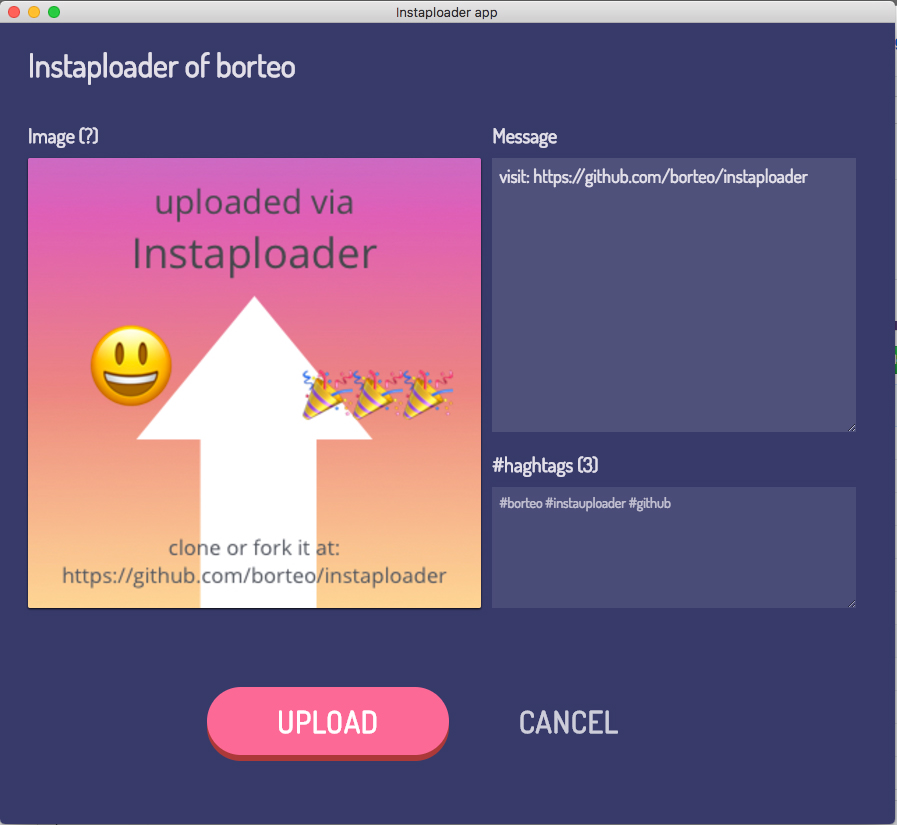 Instaploader app
Instaploader of borteo
Image (?)
uploaded via
Instaploader
clone or fork it at:
https://github.com/borteo/instaploader
Message
visit: https://github.com/borteo/instaploader
#haghtags (3)
#borteo #instauploader #github
UPLOAD
CANCEL